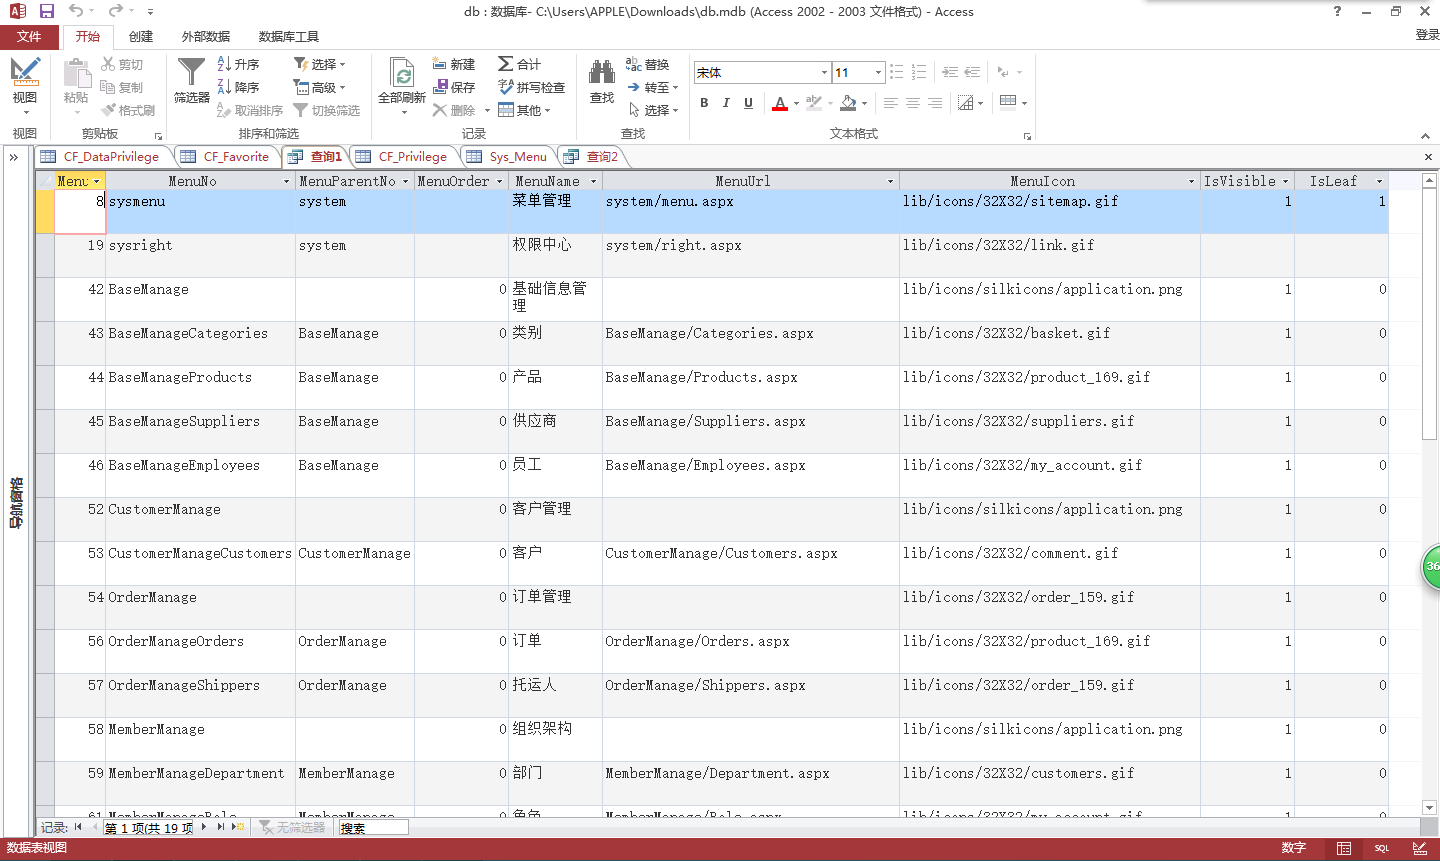 db : 数据库- C:\Users\APPLE\Downloads\db.mdb (Access 2002 - 2003 文件格式) - Access
登录
文件 开始 创建 外部数据 数据库工具
视图 粘贴 剪切 复制 格式刷
筛选器 升序 降序 取消排序 选择 高级 切换筛选
全部刷新 新建 保存 删除 合计 拼写检查 其他
查找 替换 转至 选择
宋体 11
B I U A
视图 剪贴板 排序和筛选 记录 查找 文本格式
CF_DataPrivilege CF_Favorite 查询1 CF_Privilege Sys_Menu 查询2
Menu MenuNo MenuParentNo MenuOrder MenuName MenuUrl MenuIcon IsVisible IsLeaf
8 sysmenu system 菜单管理 system/menu.aspx lib/icons/32X32/sitemap.gif 1 1
19 sysright system 权限中心 system/right.aspx lib/icons/32X32/link.gif
42 BaseManage 0 基础信息管理 lib/icons/silkicons/application.png 1 0
43 BaseManageCategories BaseManage 0 类别 BaseManage/Categories.aspx lib/icons/32X32/basket.gif 1 0
44 BaseManageProducts BaseManage 0 产品 BaseManage/Products.aspx lib/icons/32X32/product_169.gif 1 0
45 BaseManageSuppliers BaseManage 0 供应商 BaseManage/Suppliers.aspx lib/icons/32X32/suppliers.gif 1 0
46 BaseManageEmployees BaseManage 0 员工 BaseManage/Employees.aspx lib/icons/32X32/my_account.gif 1 0
52 CustomerManage 0 客户管理 lib/icons/silkicons/application.png 1 0
53 CustomerManageCustomers CustomerManage 0 客户 CustomerManage/Customers.aspx lib/icons/32X32/comment.gif 1 0
54 OrderManage 0 订单管理 lib/icons/32X32/order_159.gif 1 0
56 OrderManageOrders OrderManage 0 订单 OrderManage/Orders.aspx lib/icons/32X32/product_169.gif 1 0
57 OrderManageShippers OrderManage 0 托运人 OrderManage/Shippers.aspx lib/icons/32X32/order_159.gif 1 0
58 MemberManage 0 组织架构 lib/icons/silkicons/application.png 1 0
59 MemberManageDepartment MemberManage 0 部门 MemberManage/Department.aspx lib/icons/32X32/customers.gif 1 0
61 MemberManageRole MemberManage 0 角色 MemberManage/Role.aspx lib/icons/32X32/my_account.gif 1 0
导航窗格
36
记录: 第 1 项(共 19 项 无筛选器 搜索
数据表视图 数字 SQL